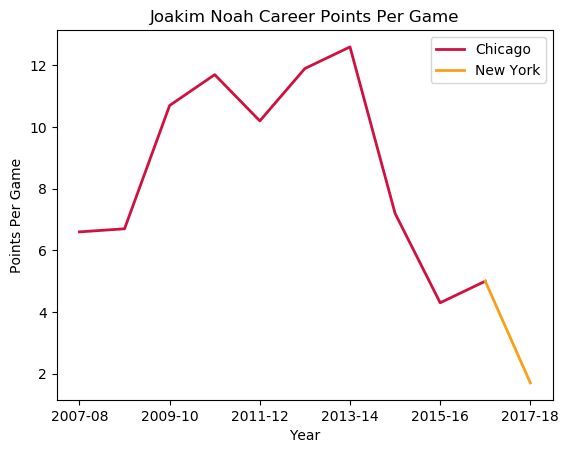 Joakim Noah Career Points Per Game
Chicago
New York
Points Per Game
12
10
8
6
4
2
2007-08
2009-10
2011-12
2013-14
2015-16
2017-18
Year